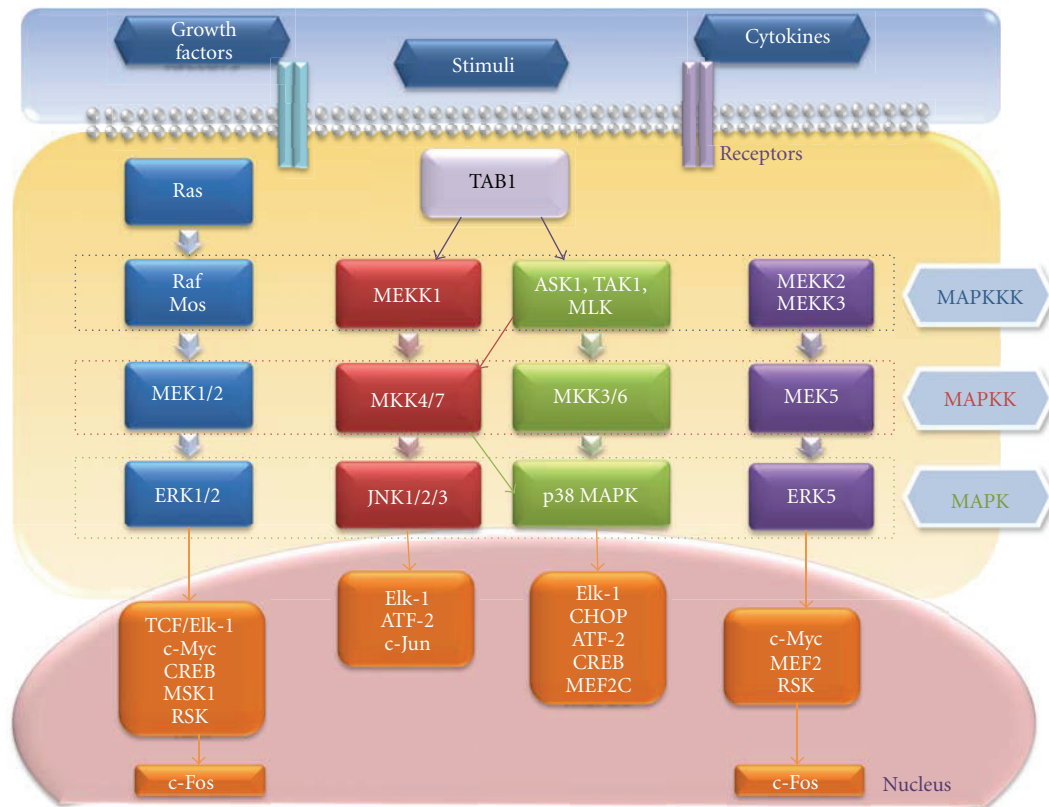 Growth
factors
Stimuli
Cytokines
Receptors
Ras
TAB1
Raf
Mos
MEKK1
ASK1, TAK1,
MLK
MEKK2
MEKK3
MAPKKK
MEK1/2
MKK4/7
MKK3/6
MEK5
MAPKK
ERK1/2
JNK1/2/3
p38 MAPK
ERK5
MAPK
TCF/Elk-1
c-Myc
CREB
MSK1
RSK
Elk-1
ATF-2
c-Jun
Elk-1
CHOP
ATF-2
CREB
MEF2C
c-Myc
MEF2
RSK
c-Fos
c-Fos
Nucleus